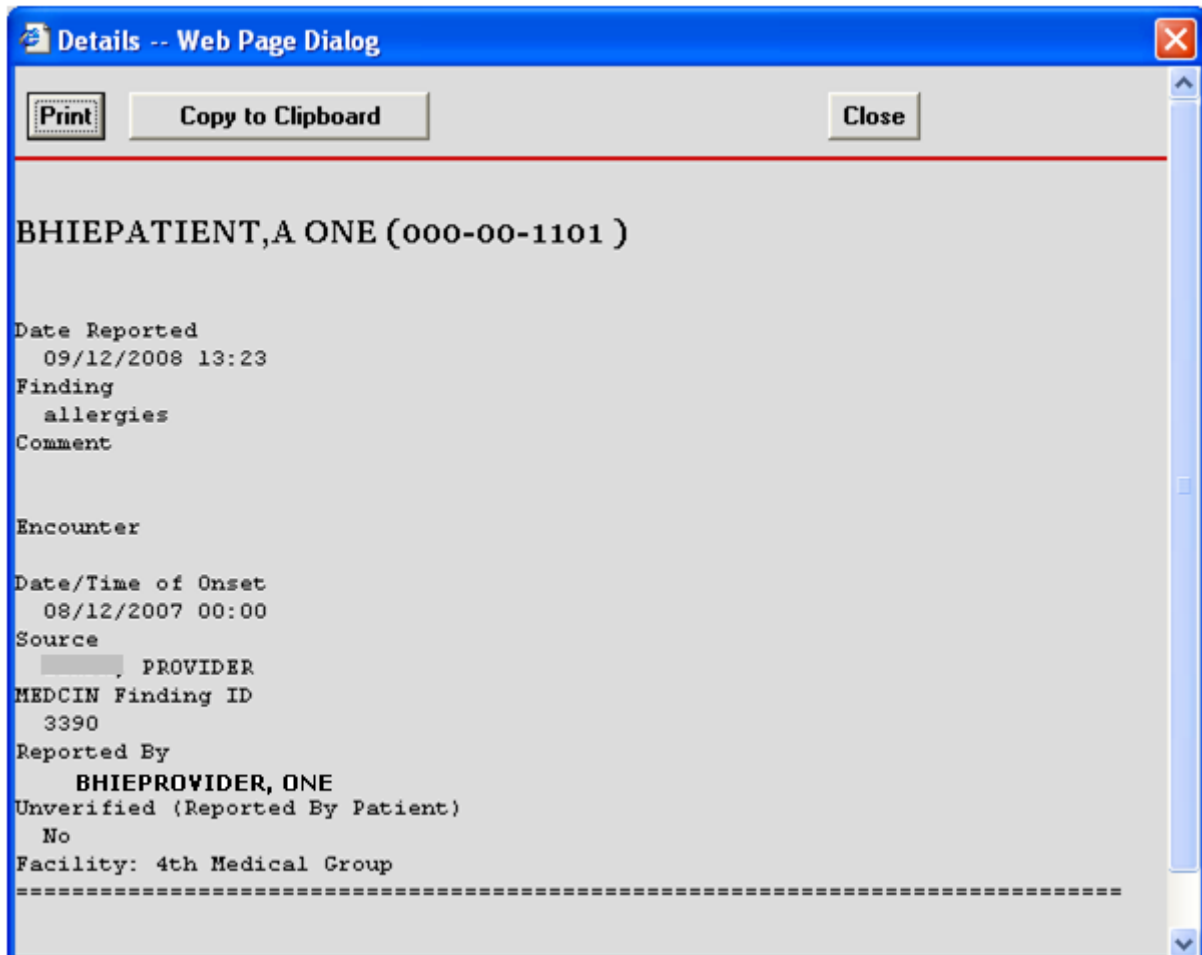 Details -- Web Page Dialog
Print Copy to Clipboard Close
BHIEPATIENT,A ONE (000-00-1101 )
Date Reported
09/12/2008 13:23
Finding
allergies
Comment
Encounter
Date/Time of Onset
08/12/2007 00:00
Source
, PROVIDER
MEDCIN Finding ID
3390
Reported By
BHIEPROVIDER, ONE
Unverified (Reported By Patient)
No
Facility: 4th Medical Group
===============================================================================